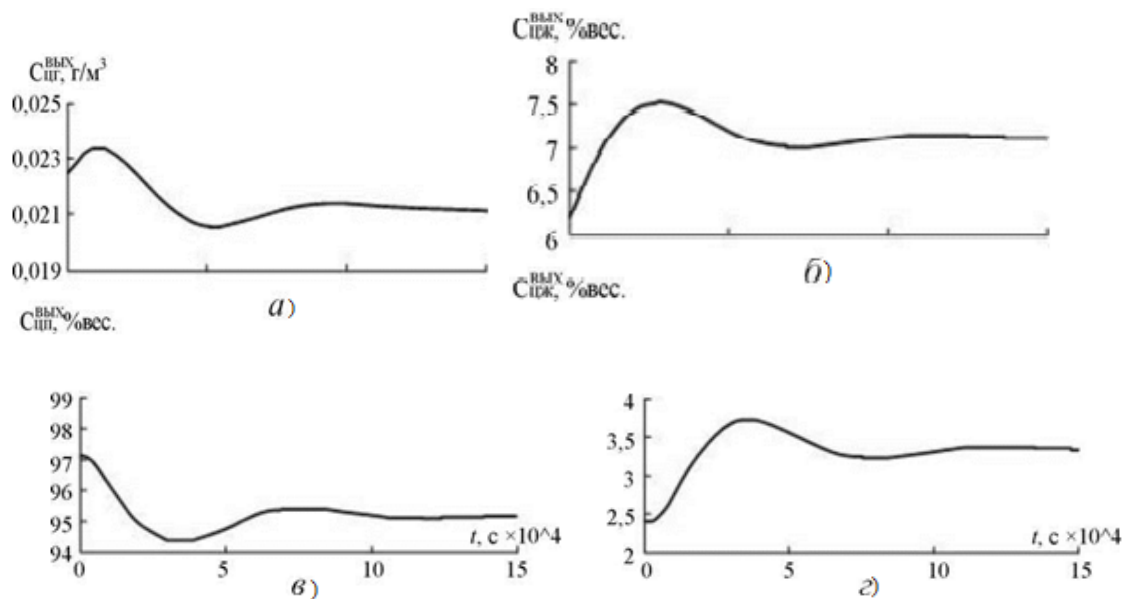 Cцг^вых, г/м³
0,025
0,023
0,021
0,019
а)
Cцж^вых, %вес.
8
7,5
7
6,5
6
б)
Cцп^вых, %вес.
99
98
97
96
95
94
0 5 10 15
t, с ×10^4
в)
Cцж^вых, %вес.
4
3,5
3
2,5
2
0 5 10 15
t, с ×10^4
г)